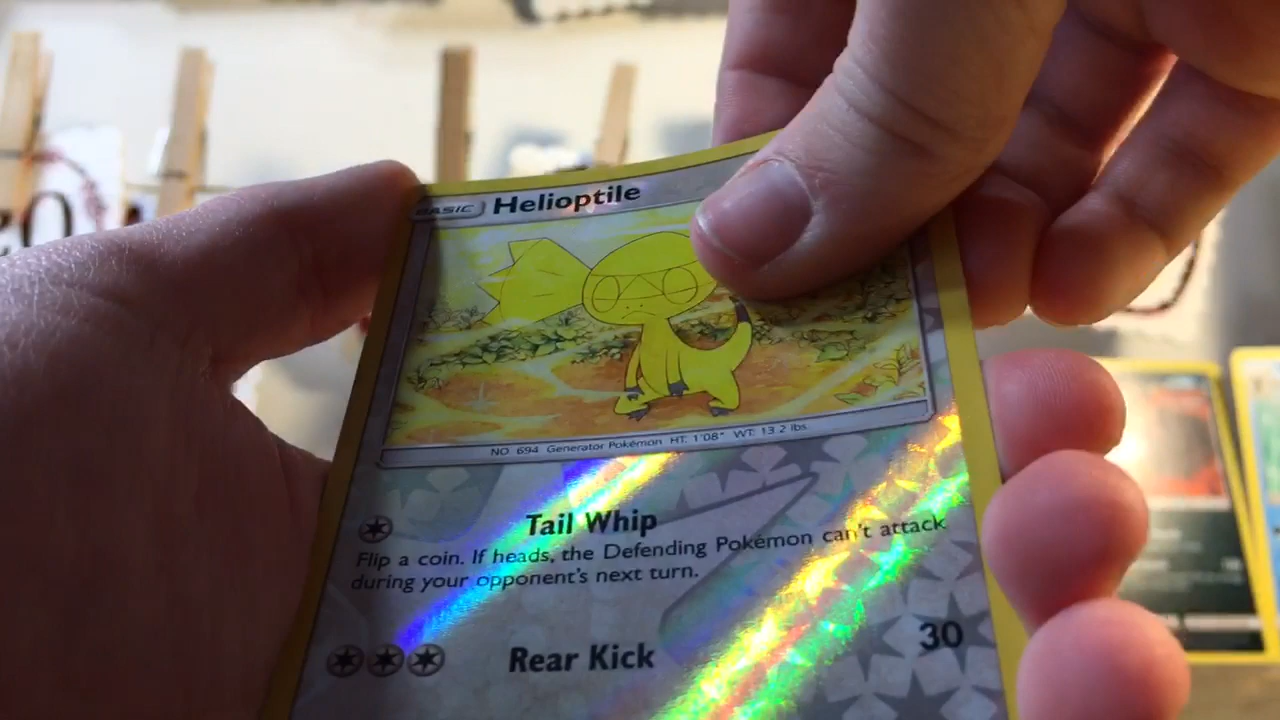 BASIC Helioptile
NO 694 Generator Pokémon HT: 1'08" WT: 13.2 lbs.
Tail Whip
Flip a coin. If heads, the Defending Pokémon can't attack
during your opponent's next turn.
Rear Kick 30